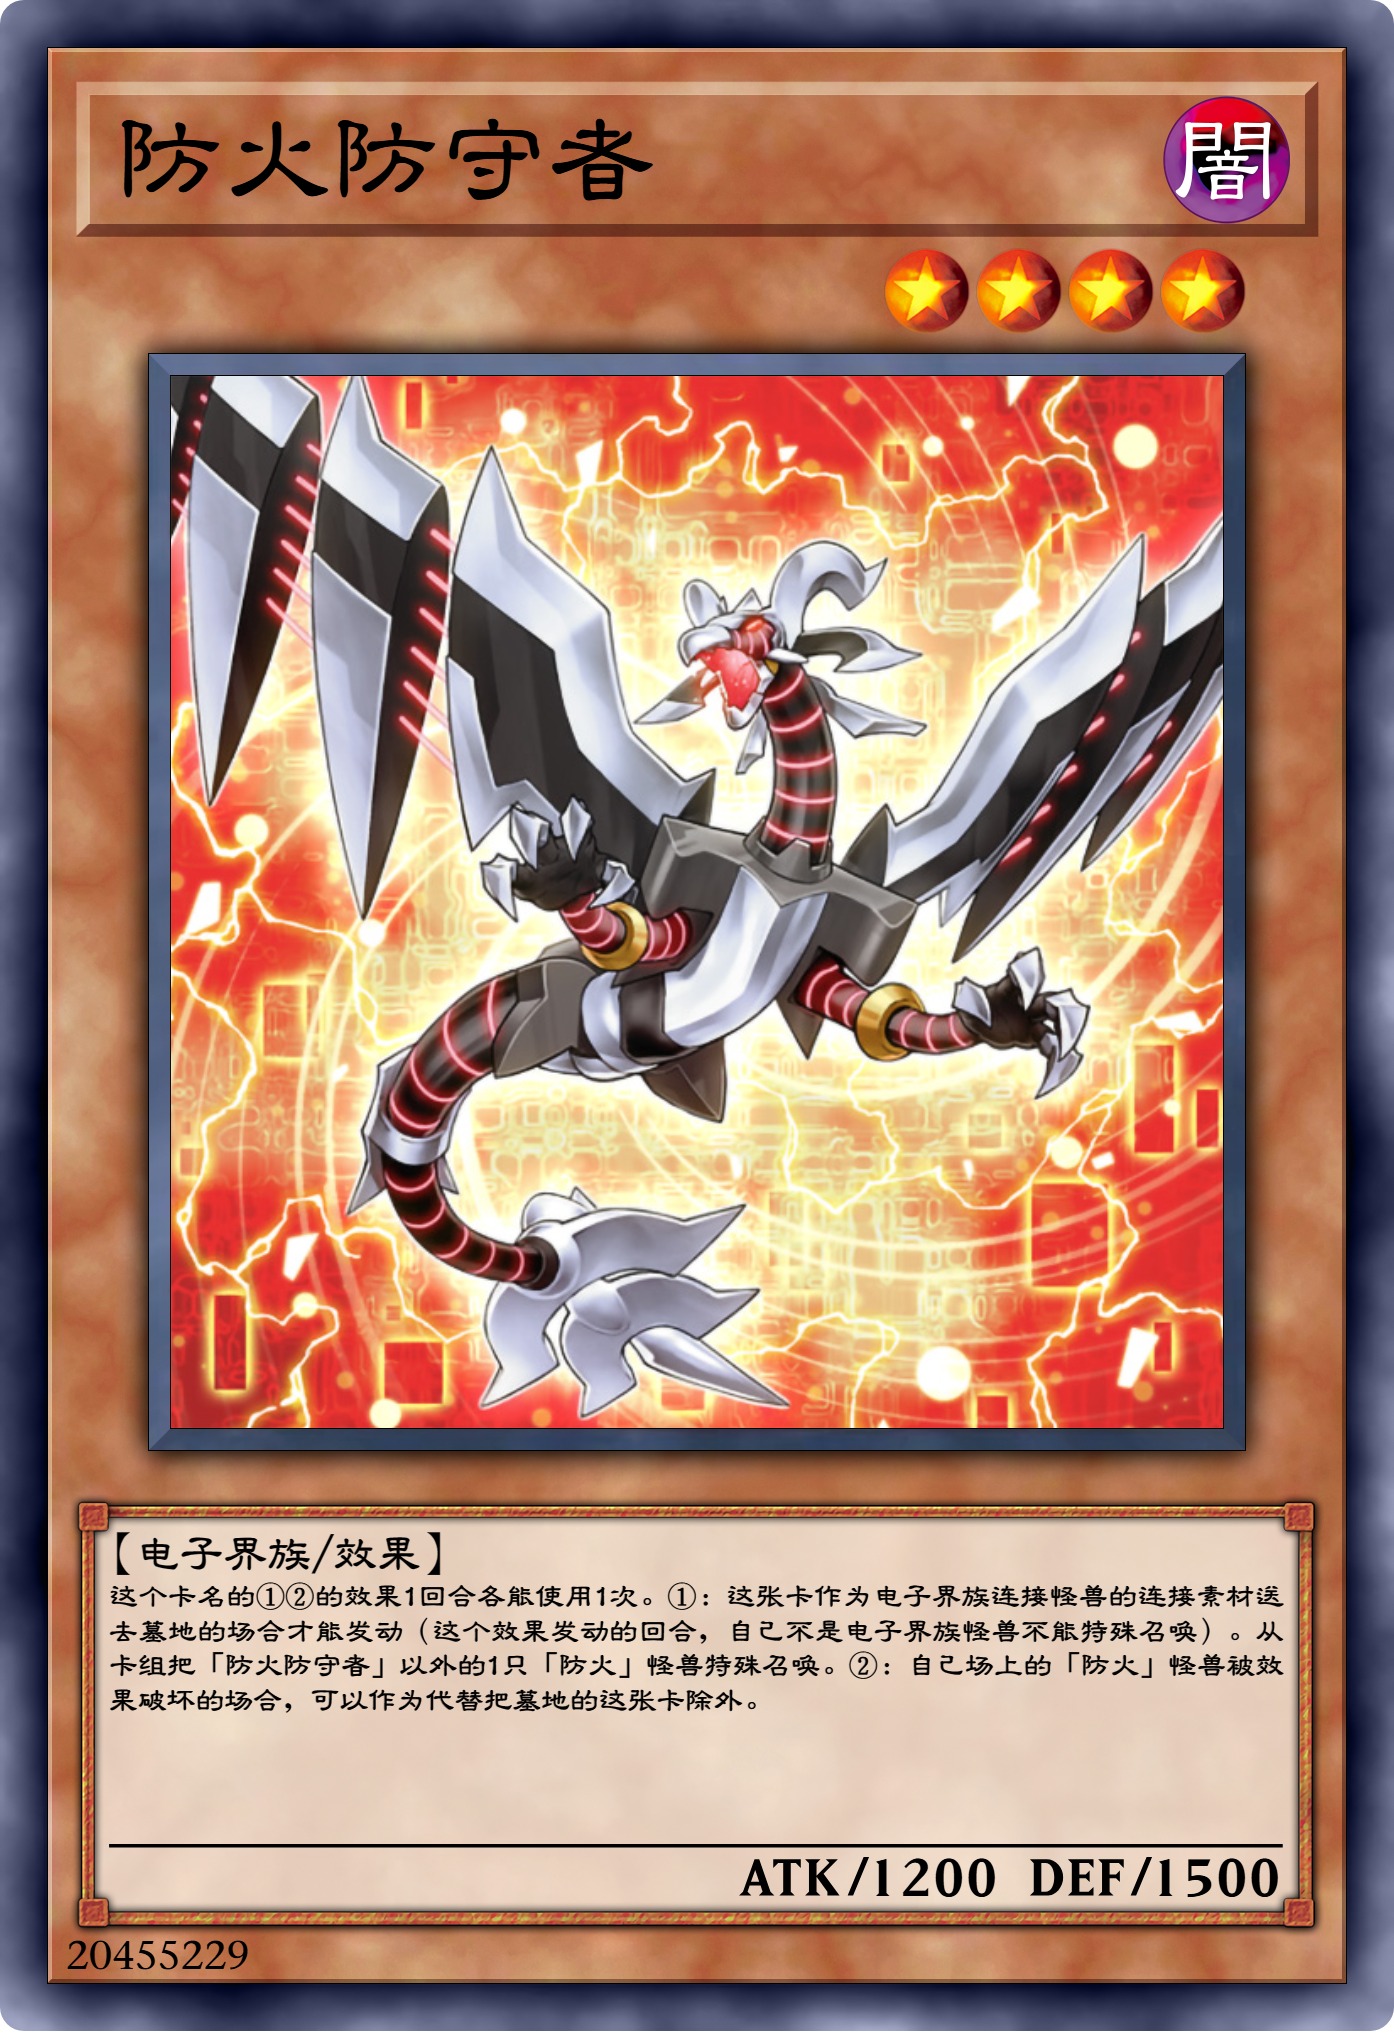 防火防守者
闇
【电子界族/效果】
这个卡名的①②的效果1回合各能使用1次。①：这张卡作为电子界族连接怪兽的连接素材送
去墓地的场合才能发动（这个效果发动的回合，自己不是电子界族怪兽不能特殊召唤）。从
卡组把「防火防守者」以外的1只「防火」怪兽特殊召唤。②：自己场上的「防火」怪兽被效
果破坏的场合，可以作为代替把墓地的这张卡除外。
ATK/1200 DEF/1500
20455229